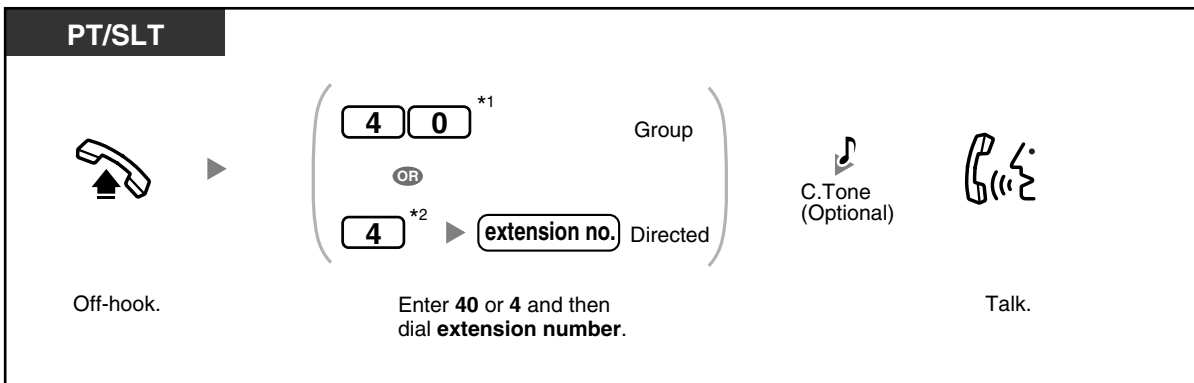 PT/SLT
4 0 *1 Group
OR
4 *2 extension no. Directed
C.Tone
(Optional)
Off-hook.
Enter 40 or 4 and then
dial extension number.
Talk.